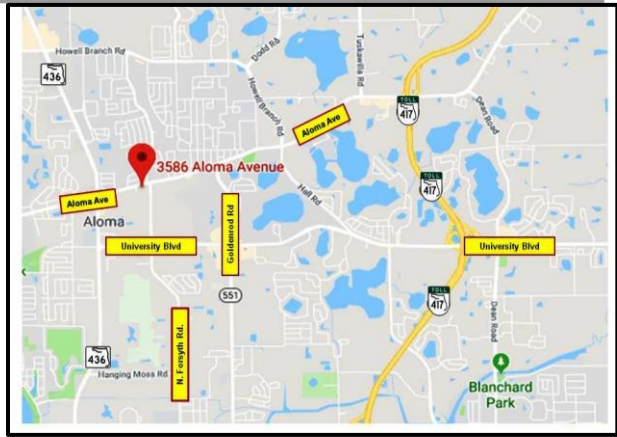 Howell Branch Rd
436
Dodd Rd
Tuskawilla Rd
TOLL
417
Dean Road
Howell Branch Rd
Aloma Ave
3586 Aloma Avenue
TOLL
417
Hall Rd
Aloma Ave
Aloma
Goldenrod Rd
University Blvd
University Blvd
551
TOLL
417
Dean Road
N. Forsyth Rd.
436
Hanging Moss Rd
Blanchard
Park